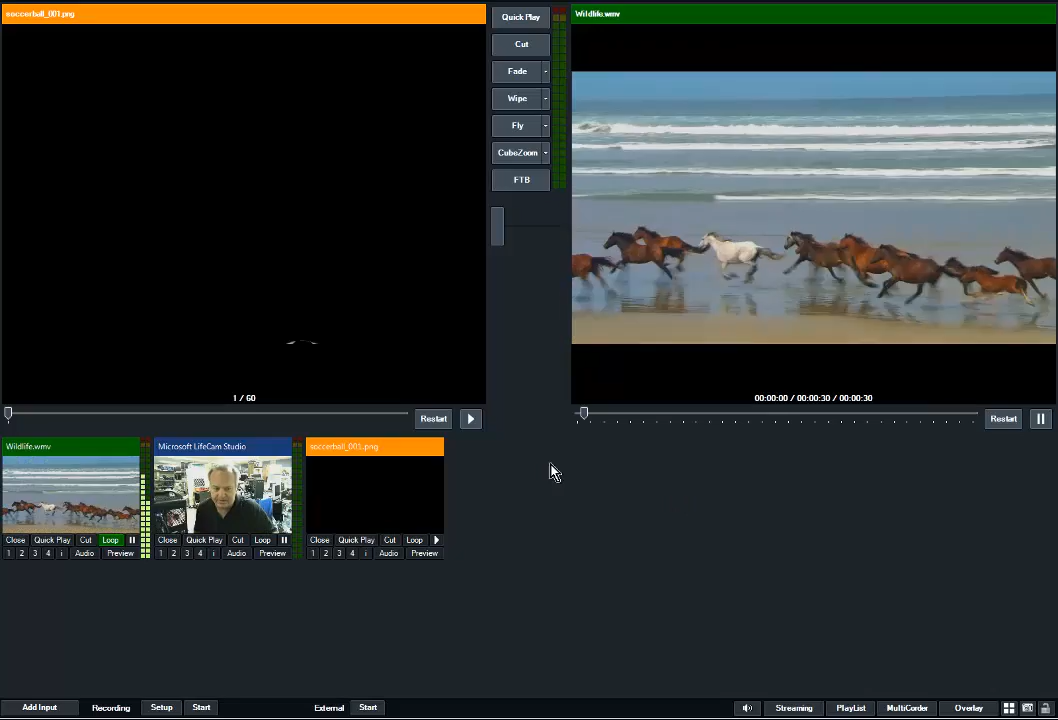 soccerball_001.png
Quick Play
Cut
Fade
Wipe
Fly
CubeZoom
FTB
Wildlife.wmv
1 / 60
00:00:00 / 00:00:30 / 00:00:30
Restart
Restart
Wildlife.wmv
Close Quick Play Cut Loop
1 2 3 4 i Audio Preview
Microsoft LifeCam Studio
Close Quick Play Cut Loop
1 2 3 4 i Audio Preview
soccerball_001.png
Close Quick Play Cut Loop
1 2 3 4 i Audio Preview
Add Input Recording Setup Start External Start Streaming PlayList MultiCorder Overlay